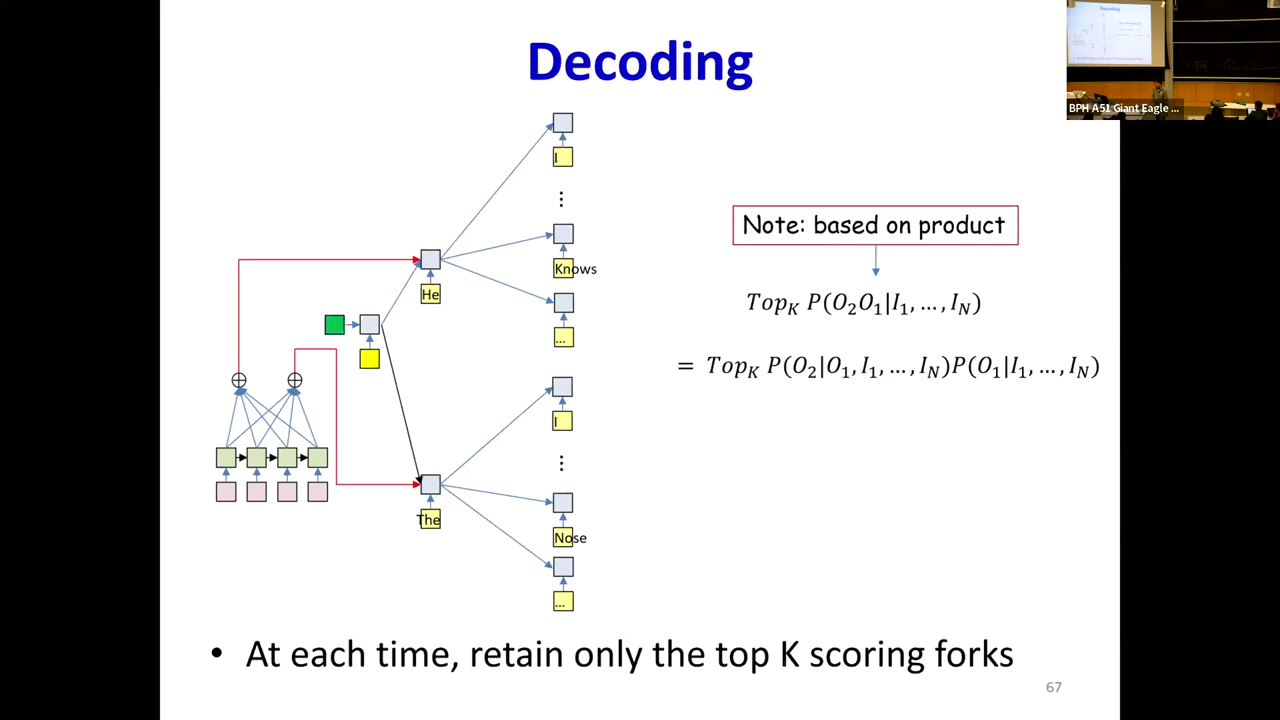 Decoding
BPH A51 Giant Eagle ...
I
⋮
Note: based on product
Knows
He
Top_K P(O_2O_1|I_1, ..., I_N)
...
= Top_K P(O_2|O_1, I_1, ..., I_N)P(O_1|I_1, ..., I_N)
I
⋮
The
Nose
...
• At each time, retain only the top K scoring forks
67